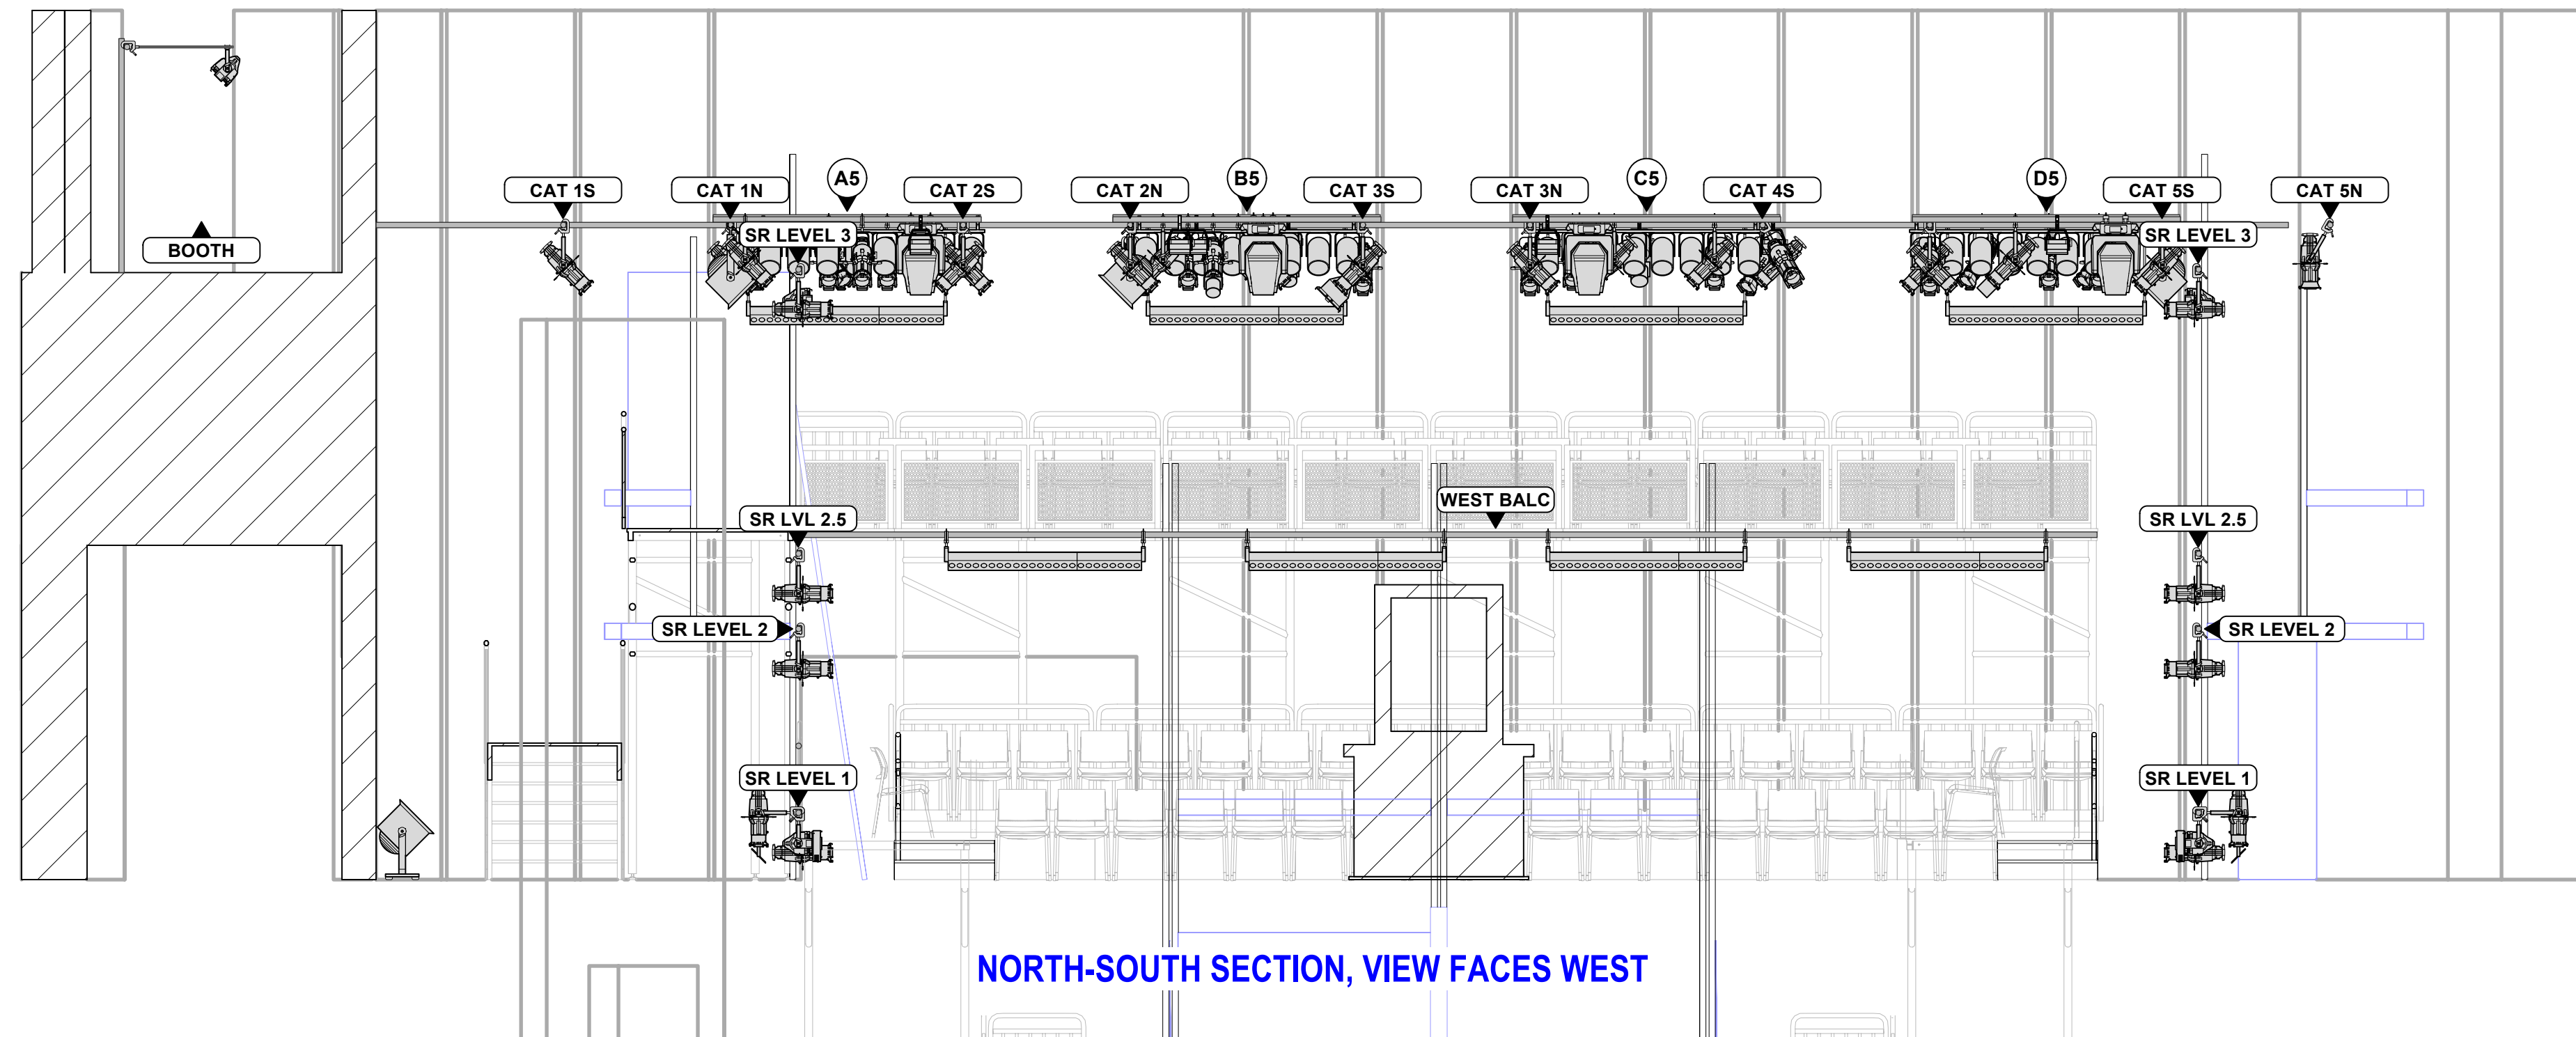 A5
B5
C5
D5
CAT 1S
CAT 1N
CAT 2S
CAT 2N
CAT 3S
CAT 3N
CAT 4S
CAT 5S
CAT 5N
BOOTH
SR LEVEL 3
SR LEVEL 3
WEST BALC
SR LVL 2.5
SR LVL 2.5
SR LEVEL 2
SR LEVEL 2
SR LEVEL 1
SR LEVEL 1
NORTH-SOUTH SECTION, VIEW FACES WEST